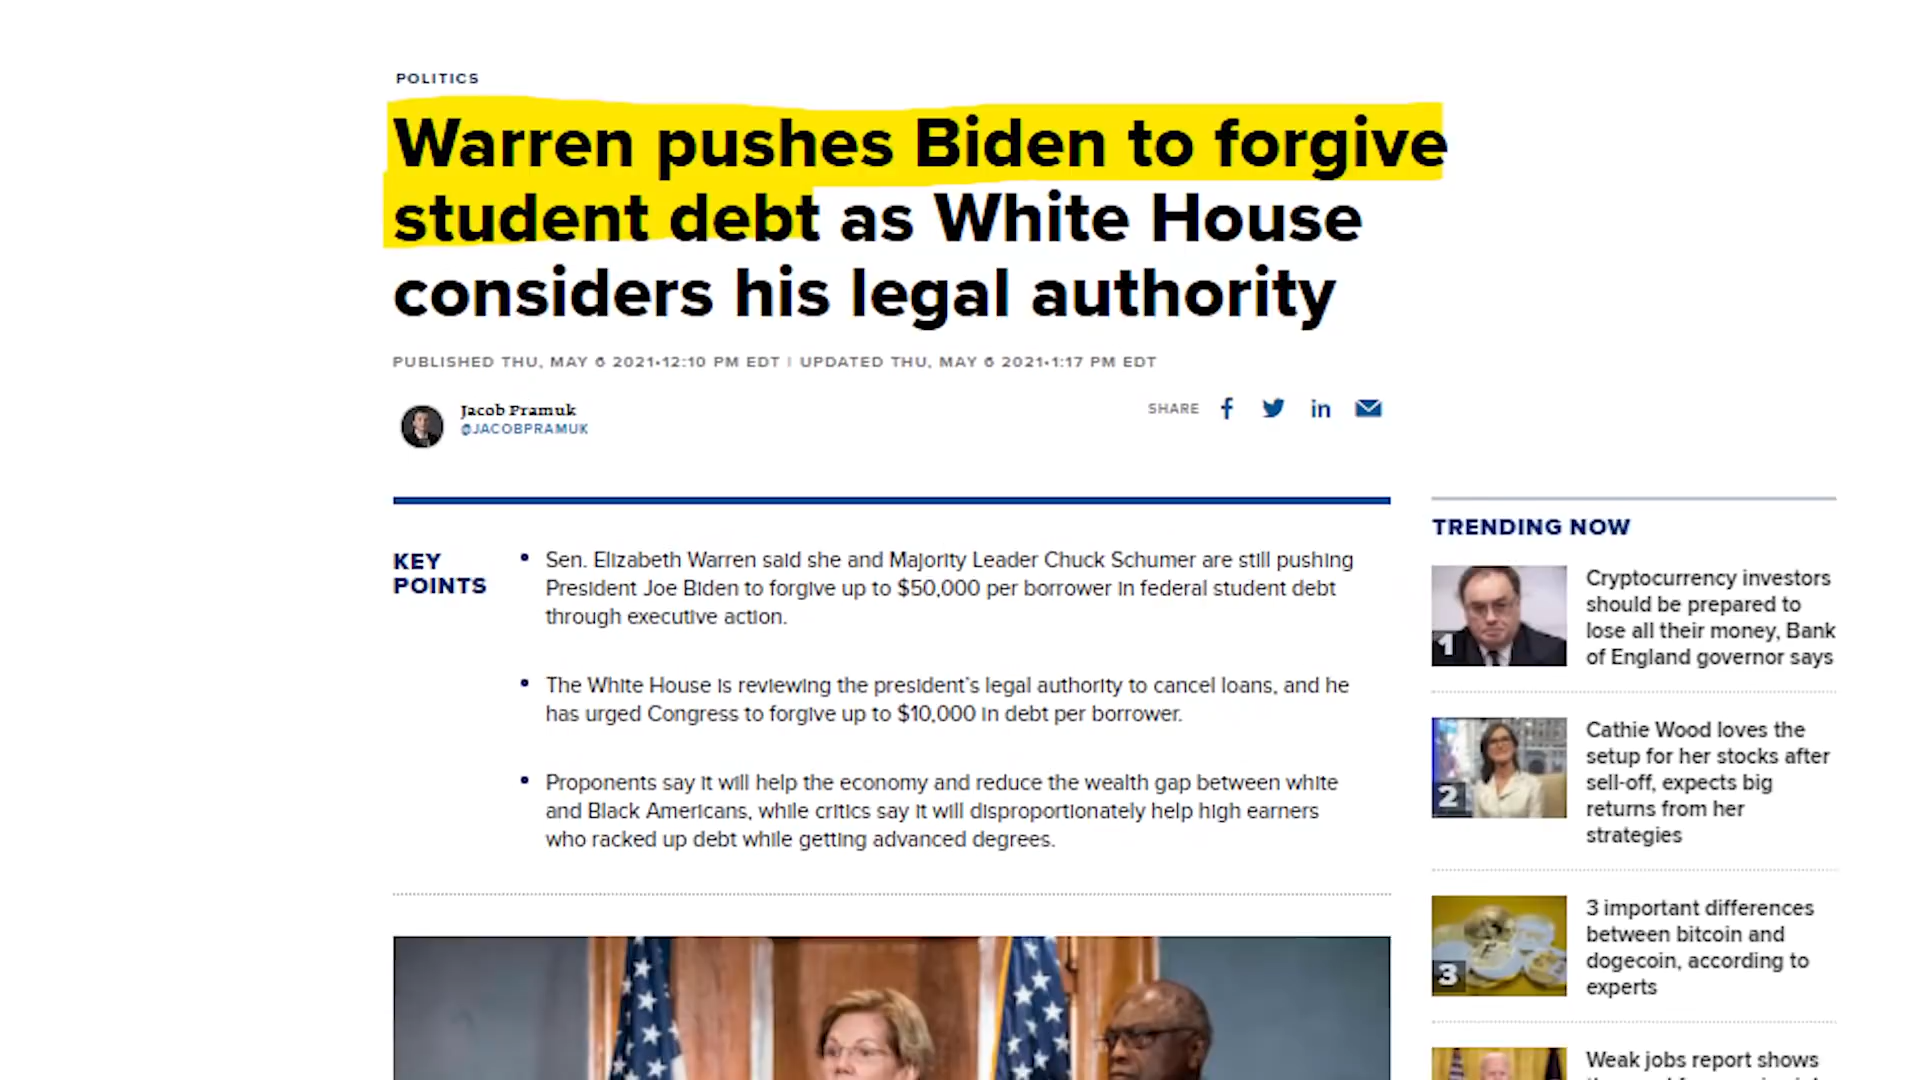 POLITICS
Warren pushes Biden to forgive
student debt as White House
considers his legal authority
PUBLISHED THU, MAY 6 2021•12:10 PM EDT | UPDATED THU, MAY 6 2021•1:17 PM EDT
Jacob Pramuk
@JACOBPRAMUK
SHARE
KEY
POINTS
• Sen. Elizabeth Warren said she and Majority Leader Chuck Schumer are still pushing
President Joe Biden to forgive up to $50,000 per borrower in federal student debt
through executive action.
• The White House is reviewing the president's legal authority to cancel loans, and he
has urged Congress to forgive up to $10,000 in debt per borrower.
• Proponents say it will help the economy and reduce the wealth gap between white
and Black Americans, while critics say it will disproportionately help high earners
who racked up debt while getting advanced degrees.
TRENDING NOW
1
Cryptocurrency investors
should be prepared to
lose all their money, Bank
of England governor says
2
Cathie Wood loves the
setup for her stocks after
sell-off, expects big
returns from her
strategies
3
3 important differences
between bitcoin and
dogecoin, according to
experts
Weak jobs report shows